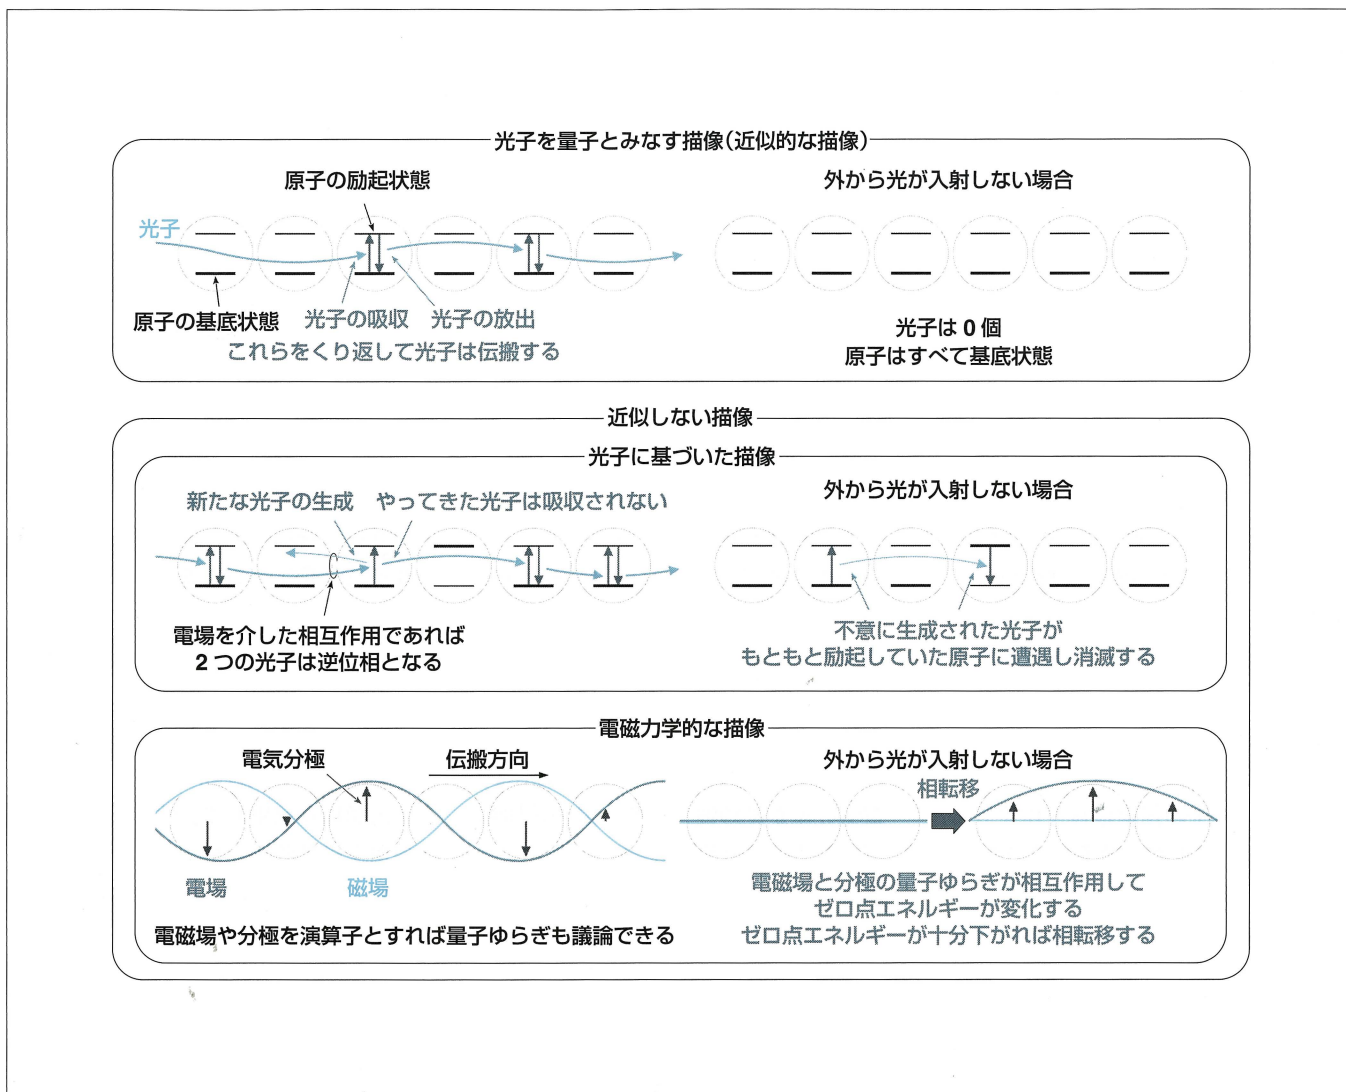 光子を量子とみなす描像(近似的な描像)
原子の励起状態
光子
原子の基底状態
光子の吸収
光子の放出
これらをくり返して光子は伝搬する
外から光が入射しない場合
光子は 0 個
原子はすべて基底状態
近似しない描像
光子に基づいた描像
新たな光子の生成
やってきた光子は吸収されない
電場を介した相互作用であれば
2 つの光子は逆位相となる
外から光が入射しない場合
不意に生成された光子が
もともと励起していた原子に遭遇し消滅する
電磁力学的な描像
電気分極
伝搬方向
電場
磁場
電磁場や分極を演算子とすれば量子ゆらぎも議論できる
外から光が入射しない場合
相転移
電磁場と分極の量子ゆらぎが相互作用して
ゼロ点エネルギーが変化する
ゼロ点エネルギーが十分下がれば相転移する